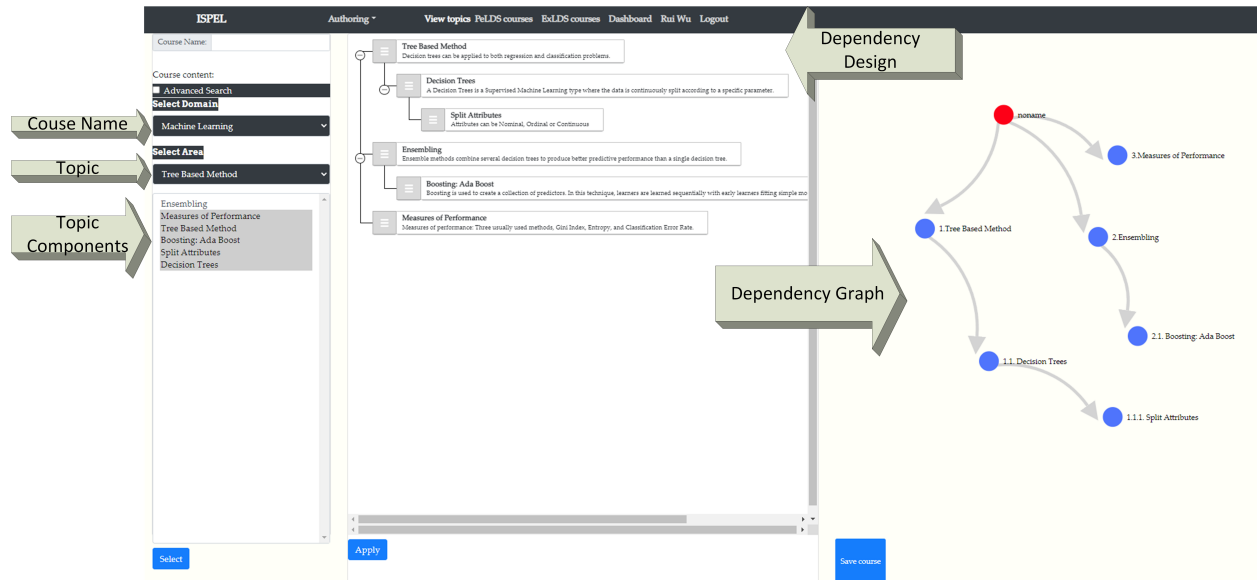 ISPEL
Authoring
View topics PeLDS courses ExLDS courses Dashboard Rui Wu Logout
Couse Name
Topic
Topic
Components
Course Name:
Course content:
Advanced Search
Select Domain
Machine Learning
Select Area
Tree Based Method
Ensembling
Measures of Performance
Tree Based Method
Boosting: Ada Boost
Split Attributes
Decision Trees
Select
Tree Based Method
Decision trees can be applied to both regression and classification problems.
Decision Trees
A Decision Trees is a Supervised Machine Learning type where the data is continuously split according to a specific parameter.
Split Attributes
Attributes can be Nominal, Ordinal or Continuous
Ensembling
Ensemble methods combine several decision trees to produce better predictive performance than a single decision tree.
Boosting: Ada Boost
Boosting is used to create a collection of predictors. In this technique, learners are learned sequentially with early learners fitting simple mo
Measures of Performance
Measures of performance: Three usually used methods, Gini Index, Entropy, and Classification Error Rate.
Apply
Dependency
Design
Dependency Graph
noname
3.Measures of Performance
1.Tree Based Method
2.Ensembling
2.1. Boosting: Ada Boost
1.1. Decision Trees
1.1.1. Split Attributes
Save course